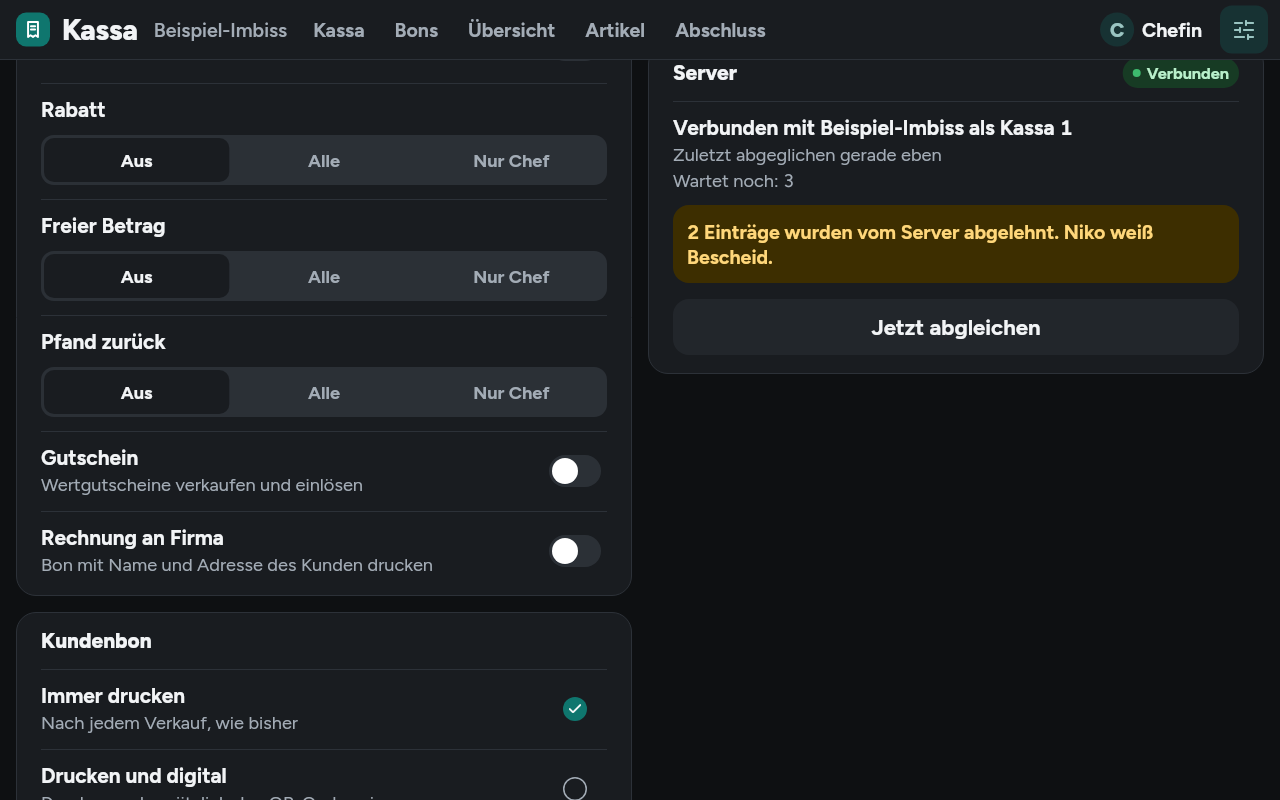 Kassa Beispiel-Imbiss Kassa Bons Übersicht Artikel Abschluss C Chefin
Rabatt
Aus Alle Nur Chef
Freier Betrag
Aus Alle Nur Chef
Pfand zurück
Aus Alle Nur Chef
Gutschein
Wertgutscheine verkaufen und einlösen
Rechnung an Firma
Bon mit Name und Adresse des Kunden drucken
Kundenbon
Immer drucken
Nach jedem Verkauf, wie bisher
Drucken und digital
Server Verbunden
Verbunden mit Beispiel-Imbiss als Kassa 1
Zuletzt abgeglichen gerade eben
Wartet noch: 3
2 Einträge wurden vom Server abgelehnt. Niko weiß
Bescheid.
Jetzt abgleichen